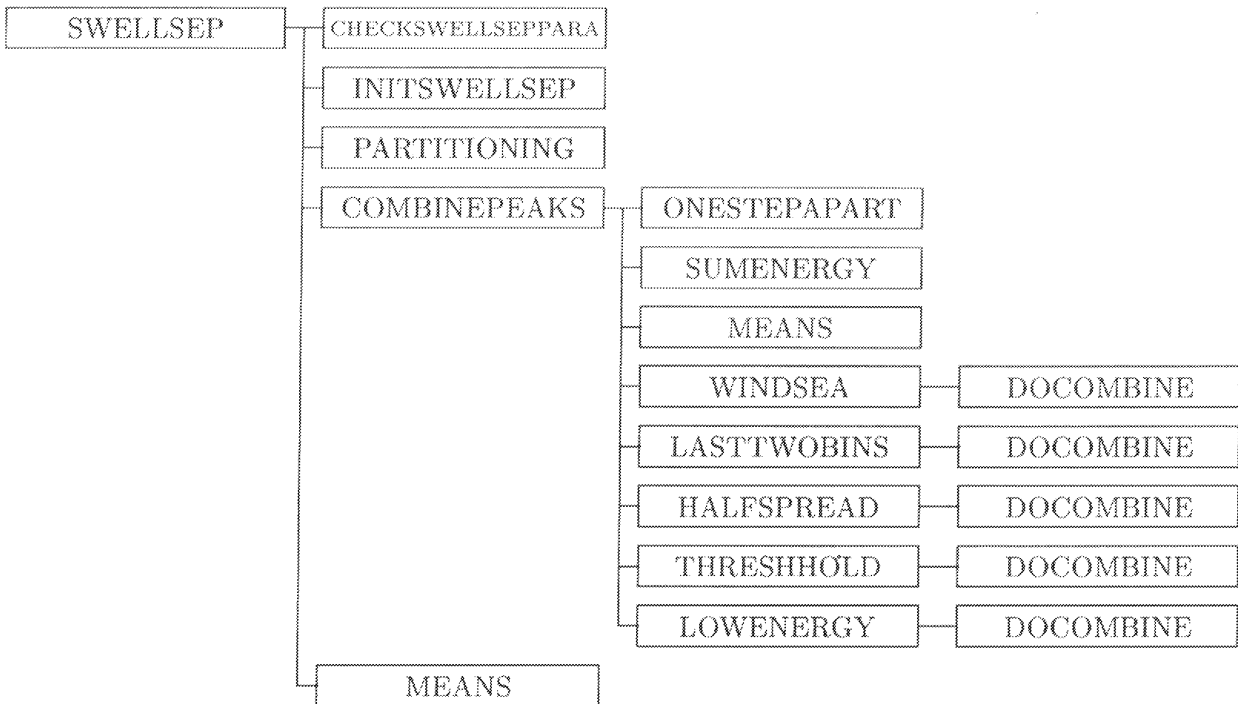 SWELLSEP CHECKSWELLSEPPARA
INITSWELLSEP
PARTITIONING
COMBINEPEAKS ONESTEPAPART
SUMENERGY
MEANS
WINDSEA DOCOMBINE
LASTTWOBINS DOCOMBINE
HALFSPREAD DOCOMBINE
THRESHHOLD DOCOMBINE
LOWENERGY DOCOMBINE
MEANS